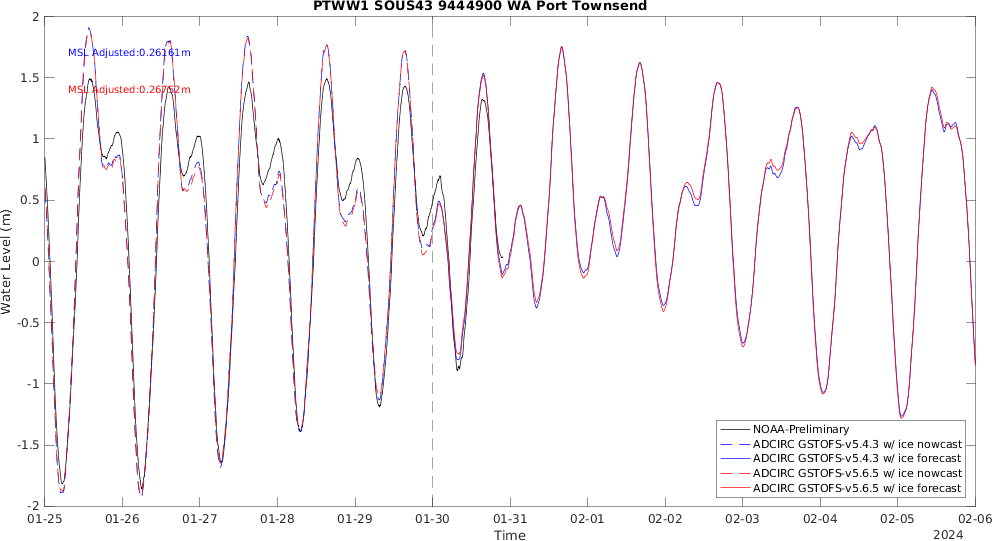 PTWW1 SOUS43 9444900 WA Port Townsend
MSL Adjusted:0.26161m
MSL Adjusted:0.26752m
Water Level (m)
2
1.5
1
0.5
0
-0.5
-1
-1.5
-2
NOAA-Preliminary
ADCIRC GSTOFS-v5.4.3 w/ ice nowcast
ADCIRC GSTOFS-v5.4.3 w/ ice forecast
ADCIRC GSTOFS-v5.6.5 w/ ice nowcast
ADCIRC GSTOFS-v5.6.5 w/ ice forecast
01-25 01-26 01-27 01-28 01-29 01-30 01-31 02-01 02-02 02-03 02-04 02-05 02-06
Time
2024